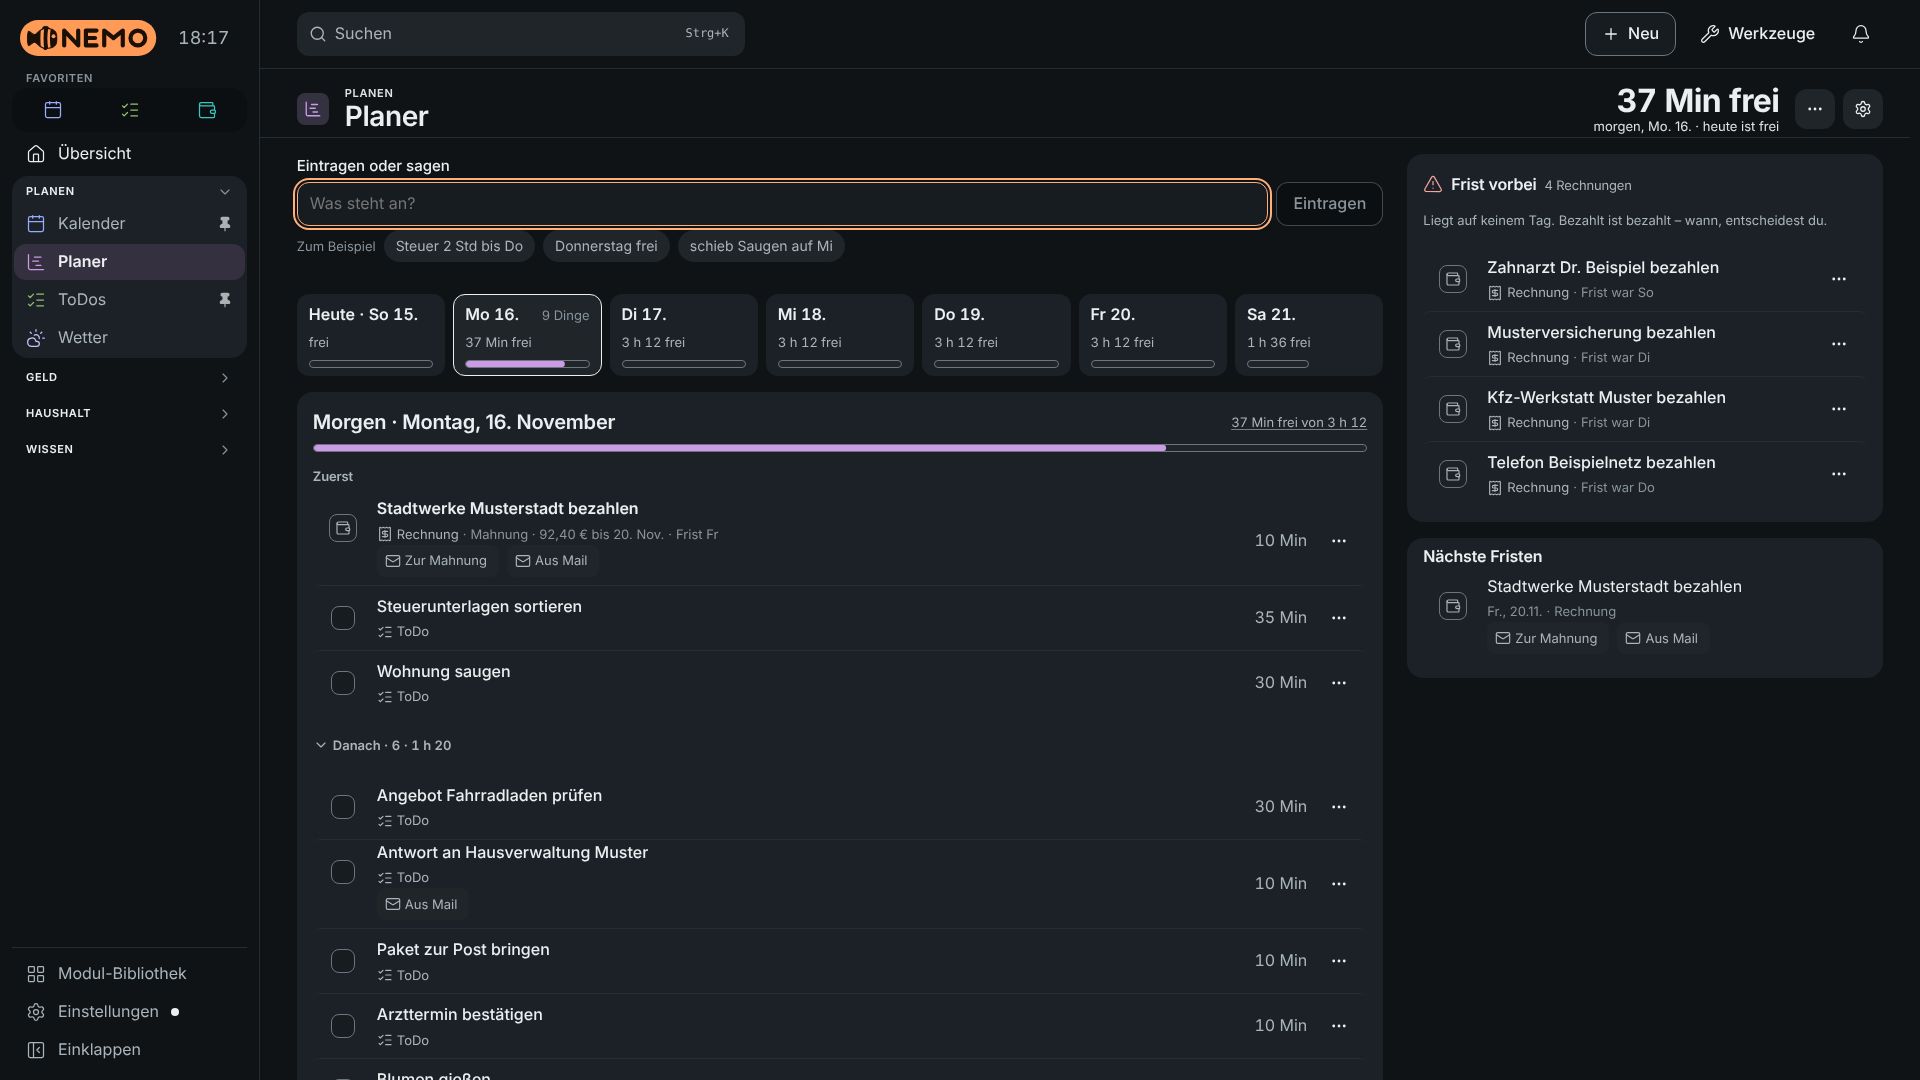 NEMO 18:17
FAVORITEN
Übersicht
PLANEN
Kalender
Planer
ToDos
Wetter
GELD
HAUSHALT
WISSEN
Modul-Bibliothek
Einstellungen
Einklappen
Suchen Strg+K
Neu
Werkzeuge
PLANEN
Planer
37 Min frei
morgen, Mo. 16. · heute ist frei
Eintragen oder sagen
Was steht an?
Eintragen
Zum Beispiel Steuer 2 Std bis Do Donnerstag frei schieb Saugen auf Mi
Heute · So 15.
frei
Mo 16. 9 Dinge
37 Min frei
Di 17.
3 h 12 frei
Mi 18.
3 h 12 frei
Do 19.
3 h 12 frei
Fr 20.
3 h 12 frei
Sa 21.
1 h 36 frei
Morgen · Montag, 16. November
37 Min frei von 3 h 12
Zuerst
Stadtwerke Musterstadt bezahlen
Rechnung · Mahnung · 92,40 € bis 20. Nov. · Frist Fr
Zur Mahnung Aus Mail
10 Min
Steuerunterlagen sortieren
ToDo
35 Min
Wohnung saugen
ToDo
30 Min
Danach · 6 · 1 h 20
Angebot Fahrradladen prüfen
ToDo
30 Min
Antwort an Hausverwaltung Muster
ToDo
Aus Mail
10 Min
Paket zur Post bringen
ToDo
10 Min
Arzttermin bestätigen
ToDo
10 Min
Blumen gießen
Frist vorbei 4 Rechnungen
Liegt auf keinem Tag. Bezahlt ist bezahlt – wann, entscheidest du.
Zahnarzt Dr. Beispiel bezahlen
Rechnung · Frist war So
Musterversicherung bezahlen
Rechnung · Frist war Di
Kfz-Werkstatt Muster bezahlen
Rechnung · Frist war Di
Telefon Beispielnetz bezahlen
Rechnung · Frist war Do
Nächste Fristen
Stadtwerke Musterstadt bezahlen
Fr., 20.11. · Rechnung
Zur Mahnung Aus Mail